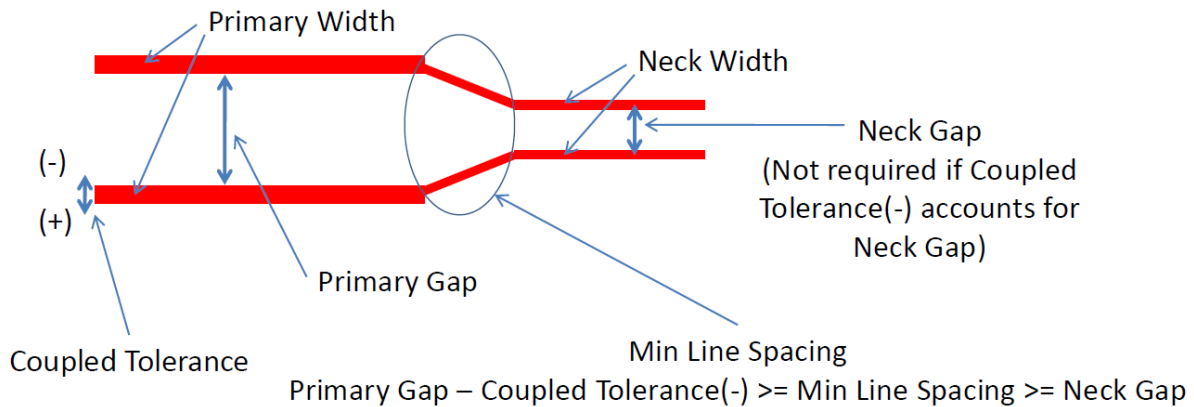 Primary Width
Neck Width
Neck Gap
(Not required if Coupled
Tolerance(-) accounts for
Neck Gap)
(-)
(+)
Primary Gap
Coupled Tolerance
Min Line Spacing
Primary Gap – Coupled Tolerance(-) >= Min Line Spacing >= Neck Gap